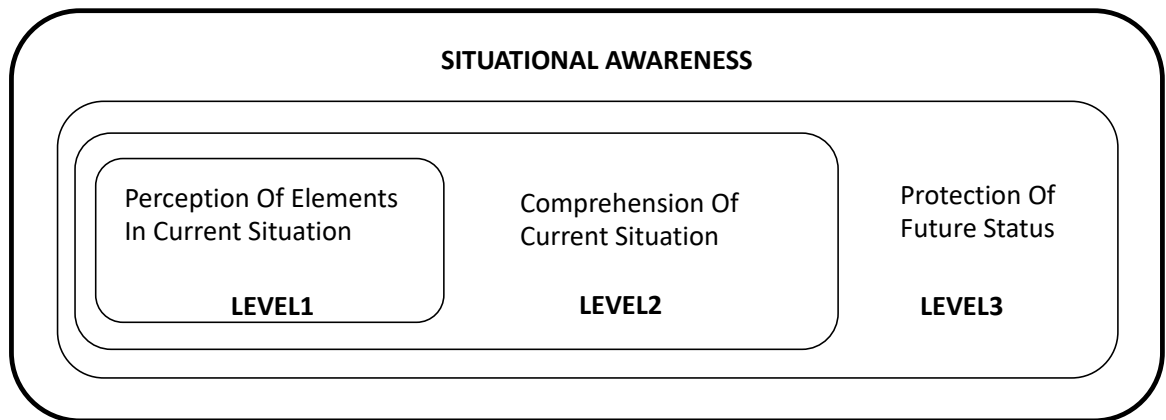 SITUATIONAL AWARENESS
Perception Of Elements
In Current Situation
LEVEL1
Comprehension Of
Current Situation
LEVEL2
Protection Of
Future Status
LEVEL3